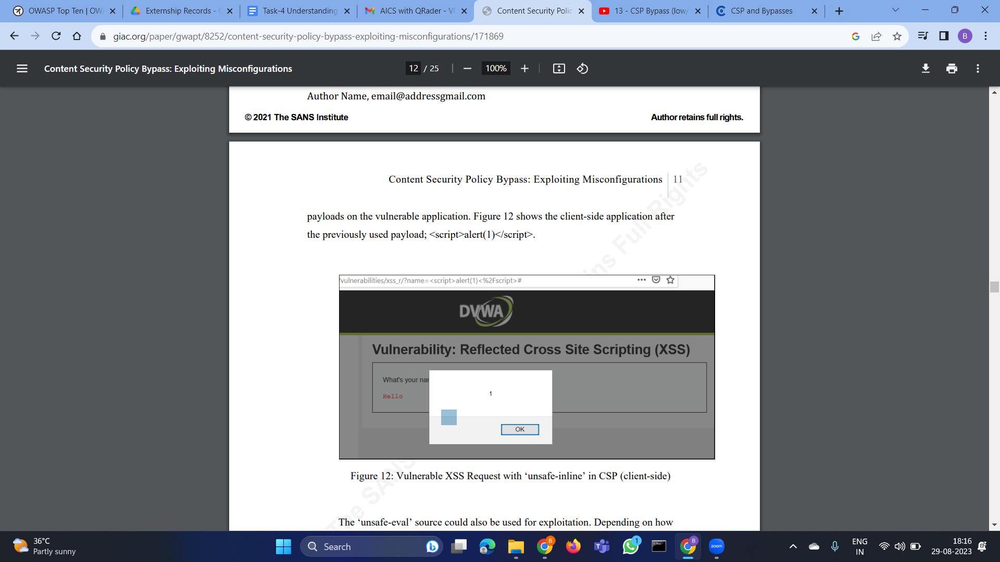 OWASP Top Ten | OW
Externship Records -
Task-4 Understanding
AICS with QRader - VI
Content Security Polic
13 - CSP Bypass (low/
CSP and Bypasses
giac.org/paper/gwapt/8252/content-security-policy-bypass-exploiting-misconfigurations/171869
B
Content Security Policy Bypass: Exploiting Misconfigurations
12 / 25
100%
Author Name, email@addressgmail.com
© 2021 The SANS Institute
Author retains full rights.
Content Security Policy Bypass: Exploiting Misconfigurations 11
payloads on the vulnerable application. Figure 12 shows the client-side application after
the previously used payload; <script>alert(1)</script>.
/vulnerabilities/xss_r/?name=<script>alert(1)<%2Fscript>#
DVWA
Vulnerability: Reflected Cross Site Scripting (XSS)
What's your nar
Hello
1
OK
Figure 12: Vulnerable XSS Request with ‘unsafe-inline’ in CSP (client-side)
The ‘unsafe-eval’ source could also be used for exploitation. Depending on how
The SANS
ins Full Rights
36°C
Partly sunny
Search
B
1
B
zoom
ENG
IN
18:16
29-08-2023